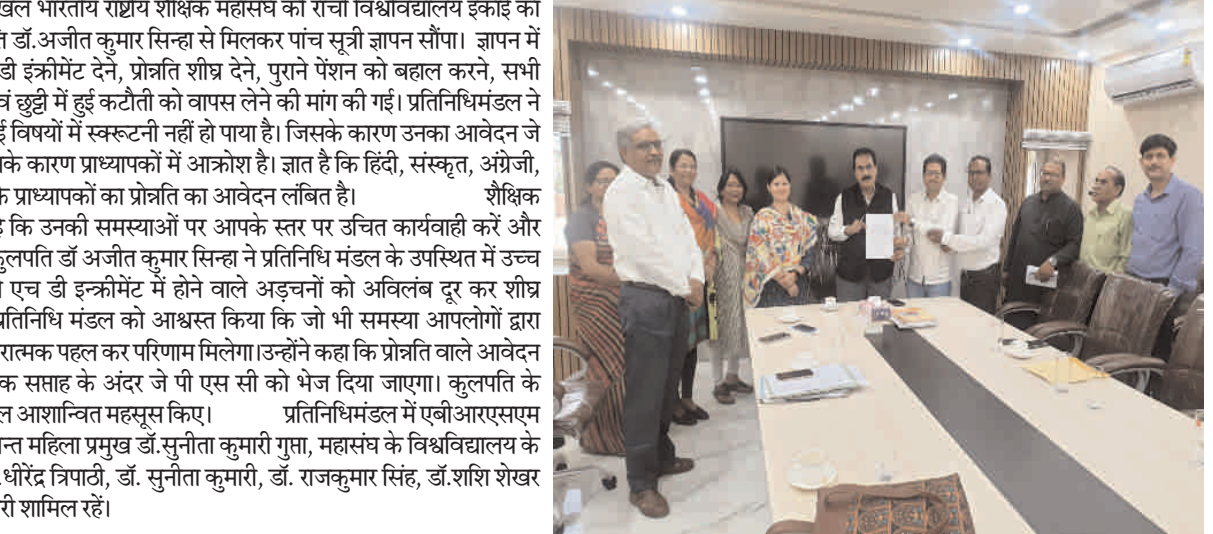 भारतीय राष्ट्रीय शैक्षिक महासंघ की रांची विश्वविद्यालय इकाई का
डॉ.अजीत कुमार सिन्हा से मिलकर पांच सूत्री ज्ञापन सौंपा। ज्ञापन में
डी इंक्रीमेंट देने, प्रोन्नति शीघ्र देने, पुराने पेंशन को बहाल करने, सभी
वं छुट्टी में हुई कटौती को वापस लेने की मांग की गई। प्रतिनिधिमंडल ने
ई विषयों में स्क्रूटनी नहीं हो पाया है। जिसके कारण उनका आवेदन जे
के कारण प्राध्यापकों में आक्रोश है। ज्ञात है कि हिंदी, संस्कृत, अंग्रेजी,
के प्राध्यापकों का प्रोन्नति का आवेदन लंबित है। शैक्षिक
है कि उनकी समस्याओं पर आपके स्तर पर उचित कार्यवाही करें और
कुलपति डॉ अजीत कुमार सिन्हा ने प्रतिनिधि मंडल के उपस्थित में उच्च
एच डी इन्क्रीमेंट में होने वाले अड़चनों को अविलंब दूर कर शीघ्र
प्रतिनिधि मंडल को आश्वस्त किया कि जो भी समस्या आपलोगों द्वारा
रात्मक पहल कर परिणाम मिलेगा।उन्होंने कहा कि प्रोन्नति वाले आवेदन
क सप्ताह के अंदर जे पी एस सी को भेज दिया जाएगा। कुलपति के
ल आशान्वित महसूस किए। प्रतिनिधिमंडल में एबीआरएसएम
न्त महिला प्रमुख डॉ.सुनीता कुमारी गुप्ता, महासंघ के विश्वविद्यालय के
.धीरेंद्र त्रिपाठी, डॉ. सुनीता कुमारी, डॉ. राजकुमार सिंह, डॉ.शशि शेखर
री शामिल रहें।